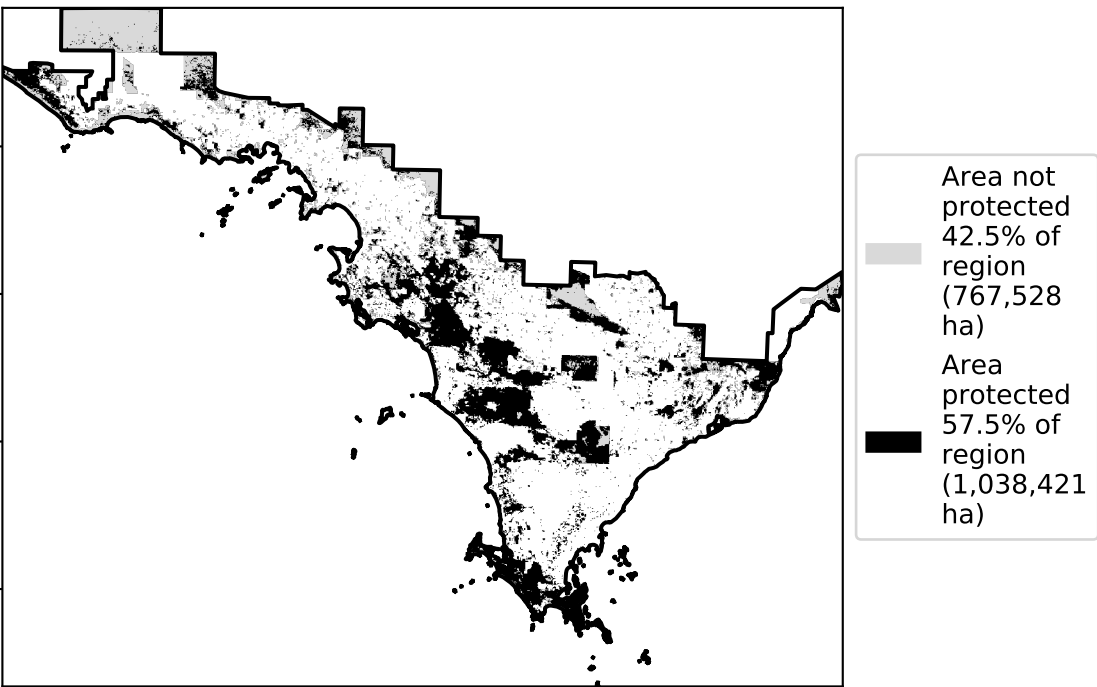 Area not
protected
42.5% of
region
(767,528
ha)
Area
protected
57.5% of
region
(1,038,421
ha)